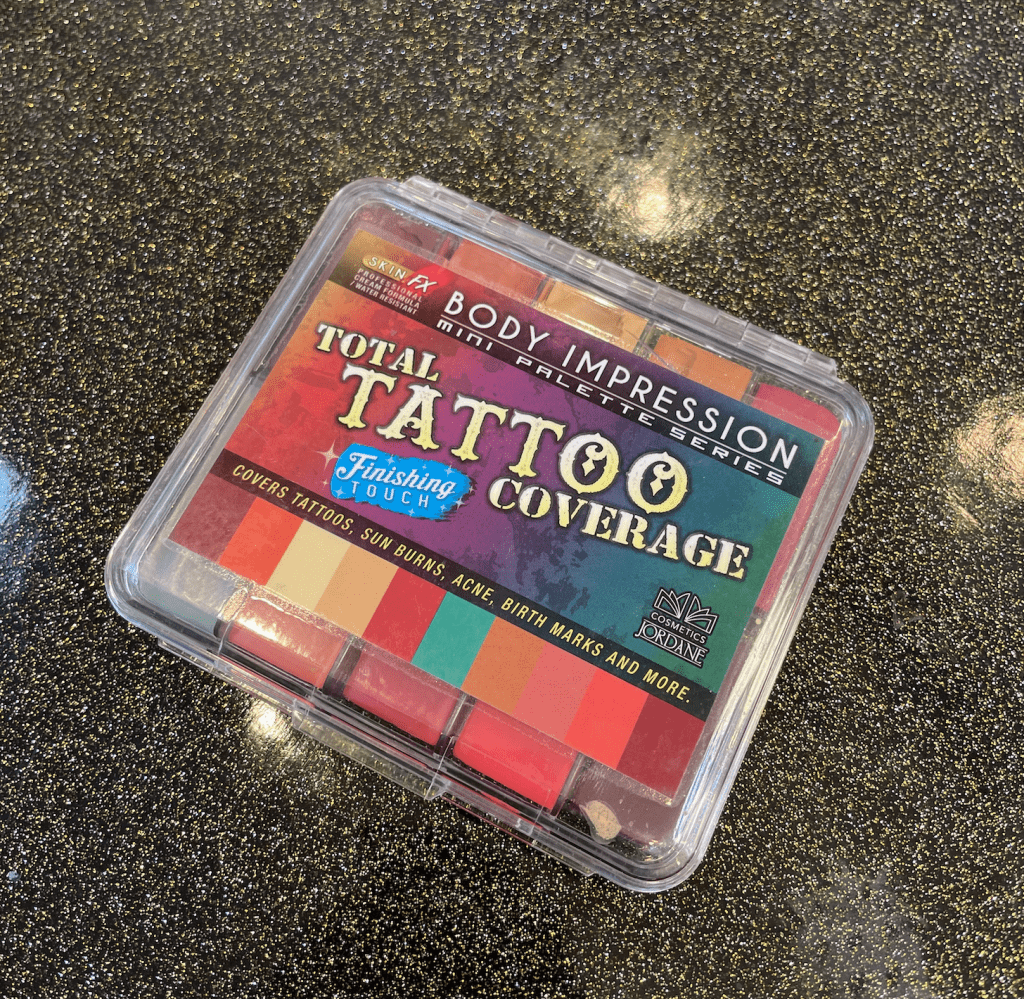 SKIN FX
PROFESSIONAL
CREAM FORMULA
/ WATER RESISTANT
BODY IMPRESSION
MINI PALETTE SERIES
TOTAL
TATTOO
COVERAGE
Finishing
TOUCH
COVERS TATTOOS, SUN BURNS, ACNE, BIRTH MARKS AND MORE.
COSMETICS
JORDANE